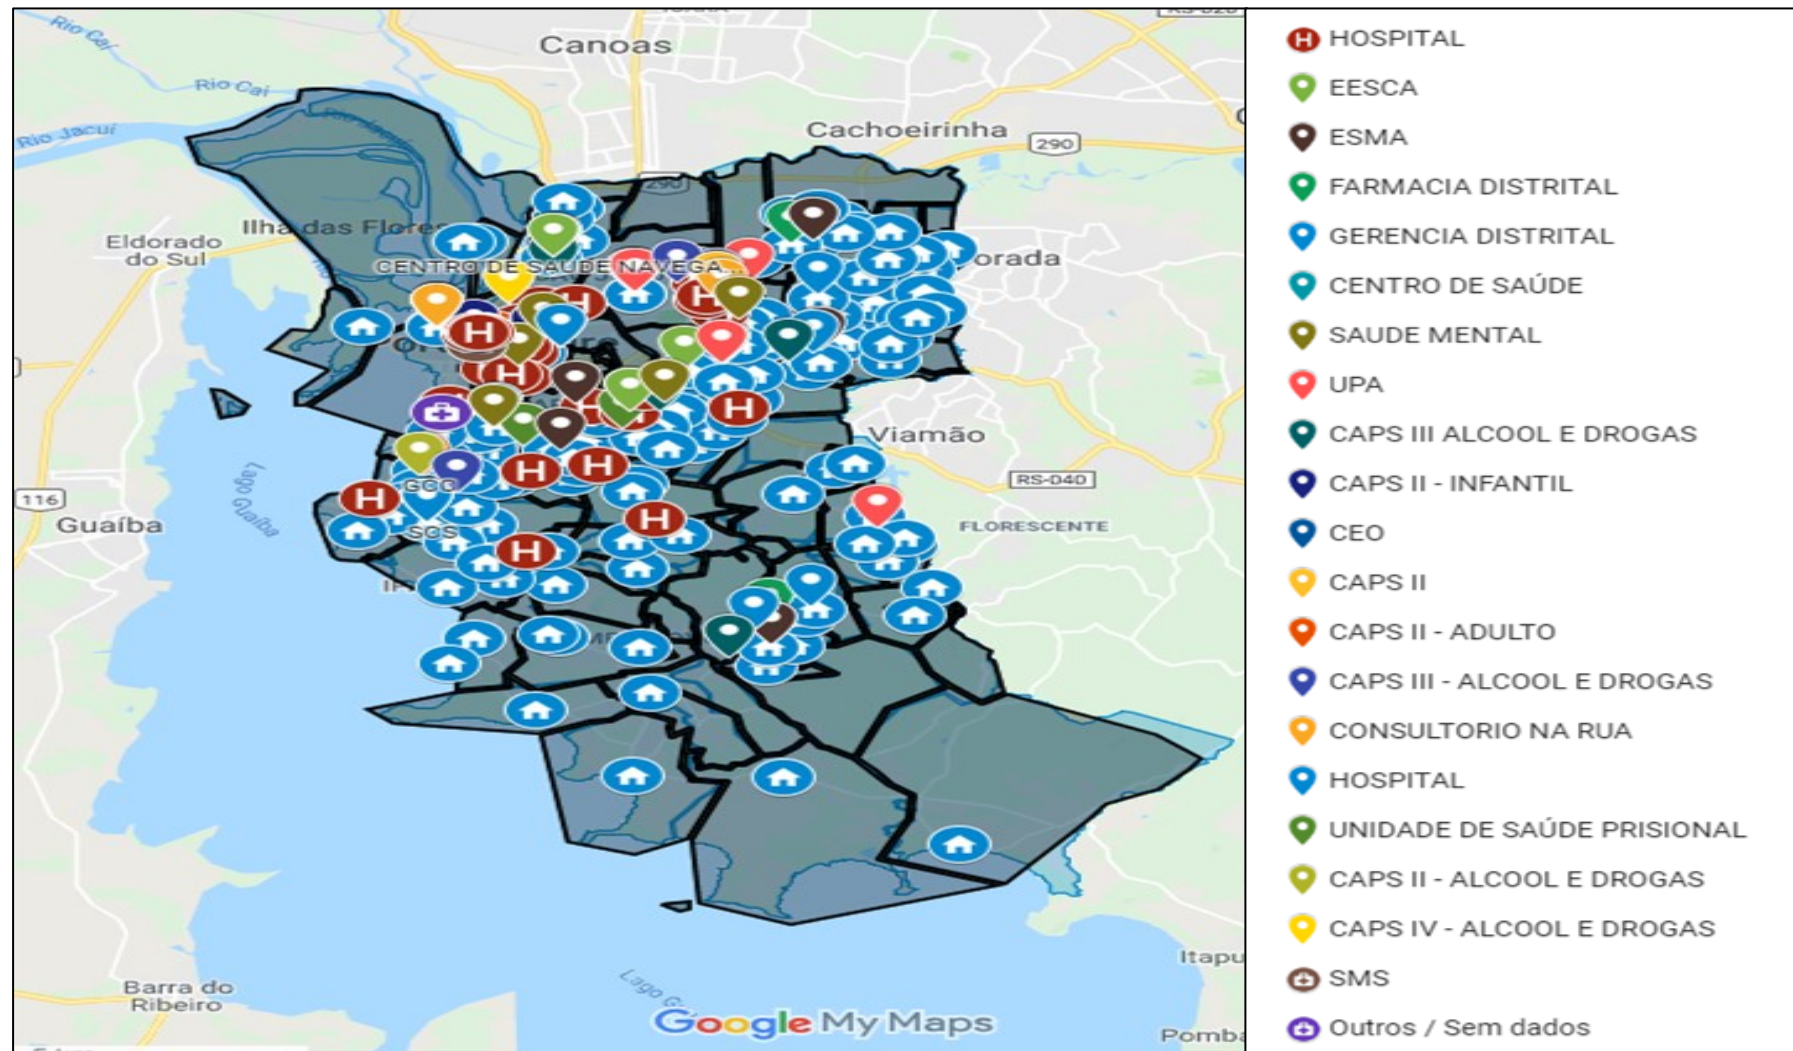 Canoas
Rio Caí
Rio Cai
Rio Jacuí
Rio Jacuí
Cachoeirinha
290
290
Ilha das Flores
Eldorado
do Sul
CENTRO DE SAÚDE NAVEGA...
orada
Viamão
116
Guaíba
Lago Guaíba
GCC
SCS
RS-040
FLORESCENTE
Barra do
Ribeiro
Lago G
Google My Maps
Itapu
Pomba
HOSPITAL
EESCA
ESMA
FARMACIA DISTRITAL
GERENCIA DISTRITAL
CENTRO DE SAÚDE
SAUDE MENTAL
UPA
CAPS III ALCOOL E DROGAS
CAPS II - INFANTIL
CEO
CAPS II
CAPS II - ADULTO
CAPS III - ALCOOL E DROGAS
CONSULTORIO NA RUA
HOSPITAL
UNIDADE DE SAÚDE PRISIONAL
CAPS II - ALCOOL E DROGAS
CAPS IV - ALCOOL E DROGAS
SMS
Outros / Sem dados